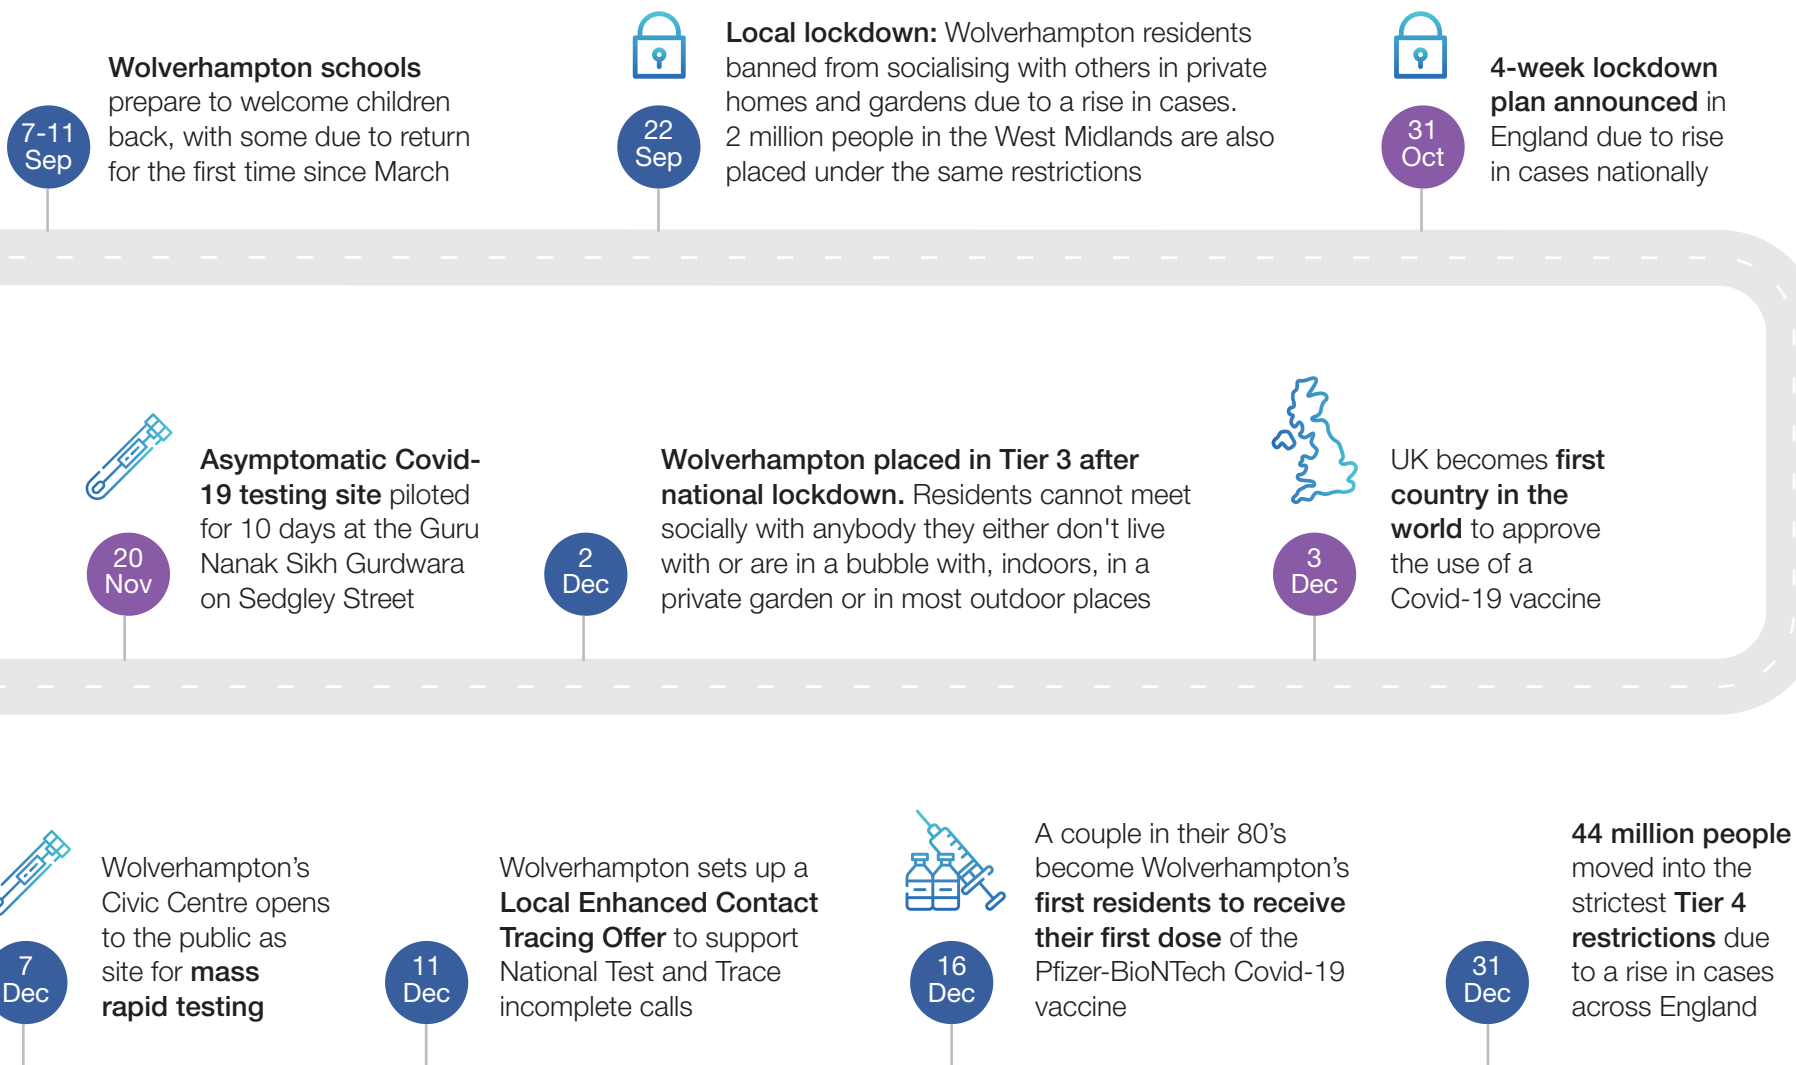 7-11
Sep
Wolverhampton schools
prepare to welcome children
back, with some due to return
for the first time since March
22
Sep
Local lockdown: Wolverhampton residents
banned from socialising with others in private
homes and gardens due to a rise in cases.
2 million people in the West Midlands are also
placed under the same restrictions
31
Oct
4-week lockdown
plan announced in
England due to rise
in cases nationally
20
Nov
Asymptomatic Covid-
19 testing site piloted
for 10 days at the Guru
Nanak Sikh Gurdwara
on Sedgley Street
2
Dec
Wolverhampton placed in Tier 3 after
national lockdown. Residents cannot meet
socially with anybody they either don't live
with or are in a bubble with, indoors, in a
private garden or in most outdoor places
3
Dec
UK becomes first
country in the
world to approve
the use of a
Covid-19 vaccine
7
Dec
Wolverhampton’s
Civic Centre opens
to the public as
site for mass
rapid testing
11
Dec
Wolverhampton sets up a
Local Enhanced Contact
Tracing Offer to support
National Test and Trace
incomplete calls
16
Dec
A couple in their 80’s
become Wolverhampton’s
first residents to receive
their first dose of the
Pfizer-BioNTech Covid-19
vaccine
31
Dec
44 million people
moved into the
strictest Tier 4
restrictions due
to a rise in cases
across England